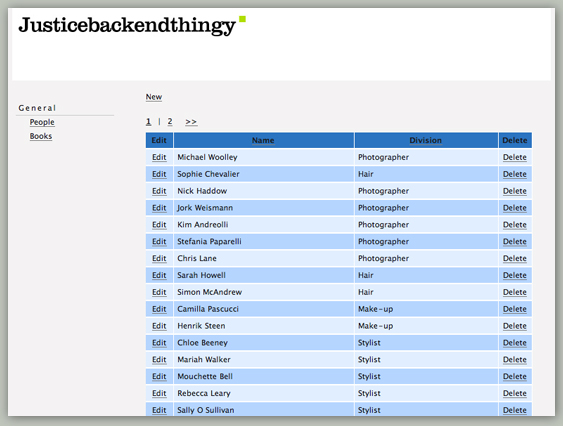 Justicebackendthingy
New
General
1 | 2 >>
People
Books
Edit Name Division Delete
Edit Michael Woolley Photographer Delete
Edit Sophie Chevalier Hair Delete
Edit Nick Haddow Photographer Delete
Edit Jork Weismann Photographer Delete
Edit Kim Andreolli Photographer Delete
Edit Stefania Paparelli Photographer Delete
Edit Chris Lane Photographer Delete
Edit Sarah Howell Hair Delete
Edit Simon McAndrew Hair Delete
Edit Camilla Pascucci Make-up Delete
Edit Henrik Steen Make-up Delete
Edit Chloe Beeney Stylist Delete
Edit Mariah Walker Stylist Delete
Edit Mouchette Bell Stylist Delete
Edit Rebecca Leary Stylist Delete
Edit Sally O Sullivan Stylist Delete